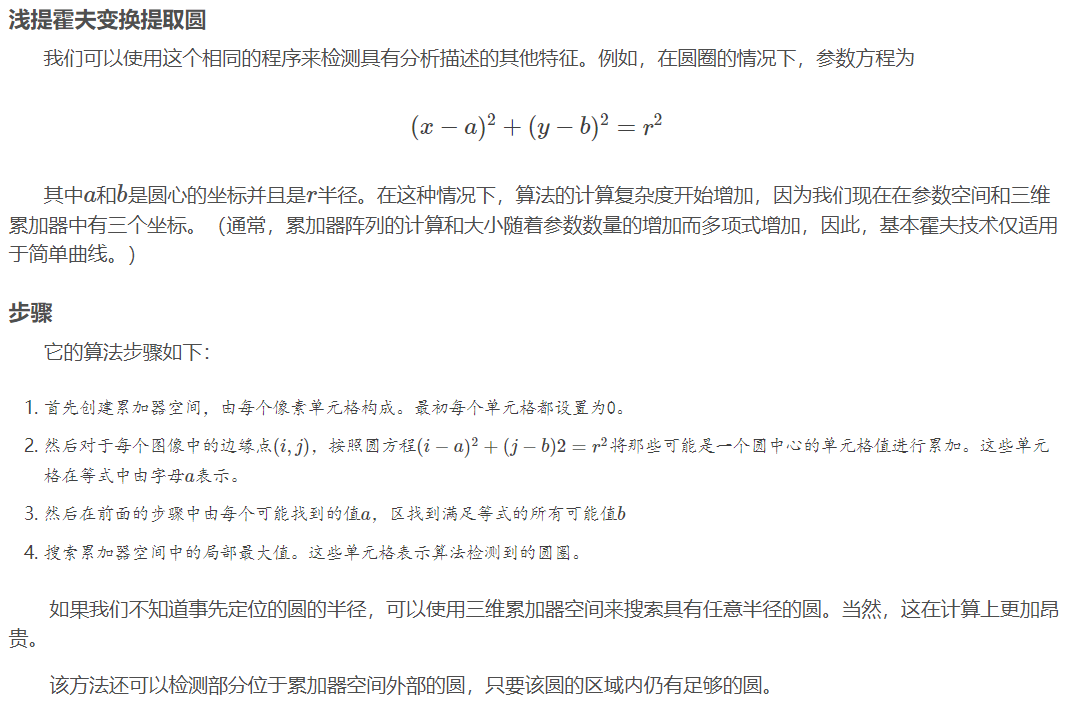 浅提霍夫变换提取圆
我们可以使用这个相同的程序来检测具有分析描述的其他特征。例如，在圆圈的情况下，参数方程为
(x − a)² + (y − b)² = r²
其中a和b是圆心的坐标并且是r半径。在这种情况下，算法的计算复杂度开始增加，因为我们现在在参数空间和三维
累加器中有三个坐标。（通常，累加器阵列的计算和大小随着参数数量的增加而多项式增加，因此，基本霍夫技术仅适用
于简单曲线。）
步骤
它的算法步骤如下：
1. 首先创建累加器空间，由每个像素单元格构成。最初每个单元格都设置为0。
2. 然后对于每个图像中的边缘点(i, j)，按照圆方程(i − a)² + (j − b)2 = r²将那些可能是一个圆中心的单元格值进行累加。这些单元
格在等式中由字母a表示。
3. 然后在前面的步骤中由每个可能找到的值a，区找到满足等式的所有可能值b
4. 搜索累加器空间中的局部最大值。这些单元格表示算法检测到的圆圈。
如果我们不知道事先定位的圆的半径，可以使用三维累加器空间来搜索具有任意半径的圆。当然，这在计算上更加昂
贵。
该方法还可以检测部分位于累加器空间外部的圆，只要该圆的区域内仍有足够的圆。